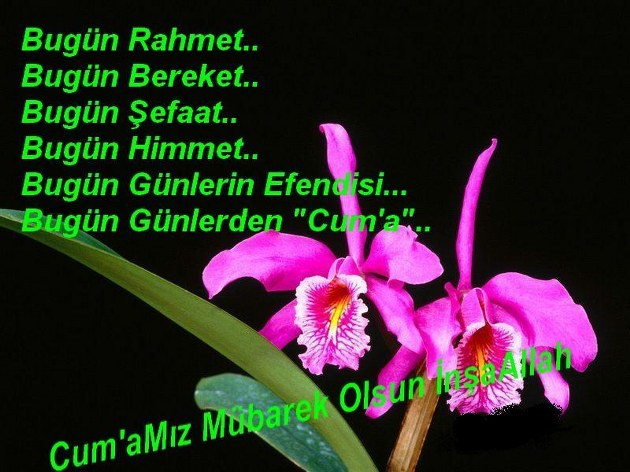 Bugün Rahmet..
Bugün Bereket..
Bugün Şefaat..
Bugün Himmet..
Bugün Günlerin Efendisi...
Bugün Günlerden "Cum'a"..
Cum'aMız Mübarek Olsun İnşaAllah